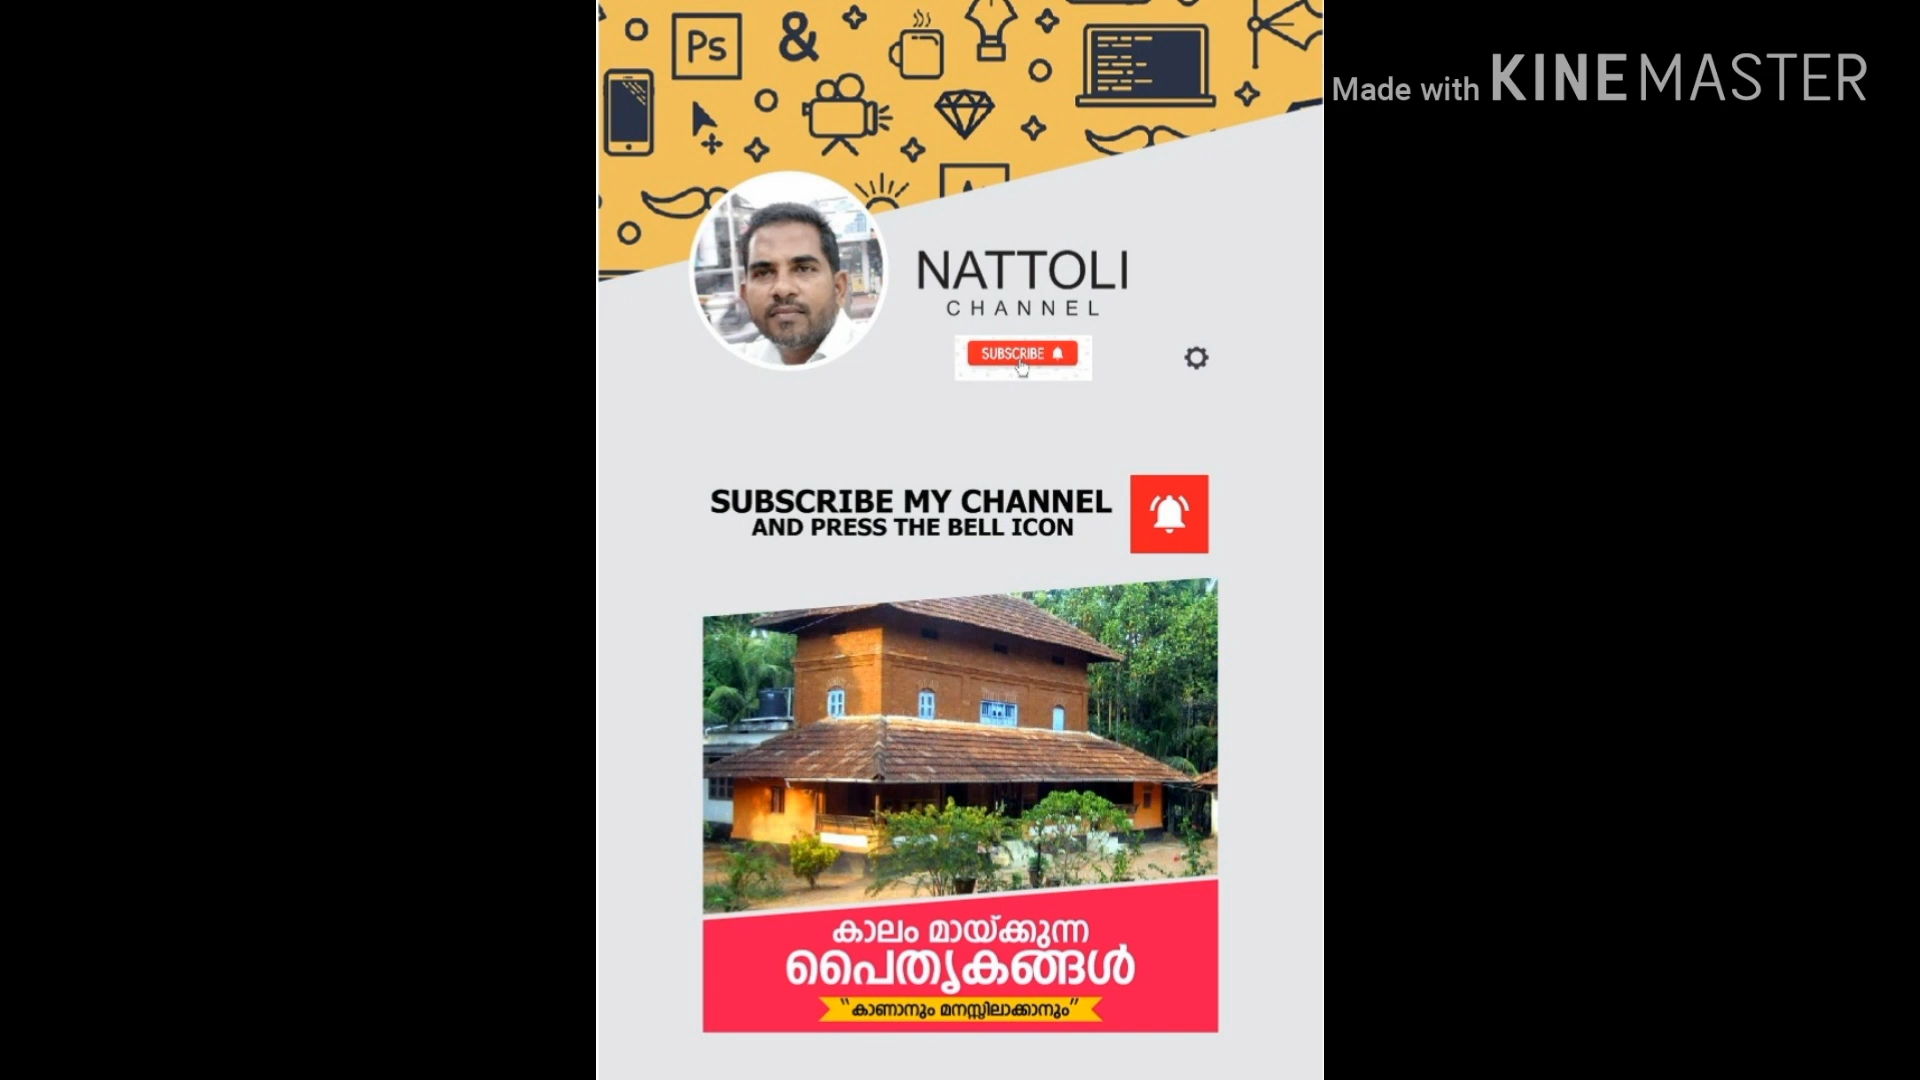 Ps
&
Made with KINEMASTER
NATTOLI
CHANNEL
SUBSCRIBE
SUBSCRIBE MY CHANNEL
AND PRESS THE BELL ICON
കാലം മായ്ക്കുന്ന
പൈതൃകങ്ങൾ
“കാണാനും മനസ്സിലാക്കാനും”